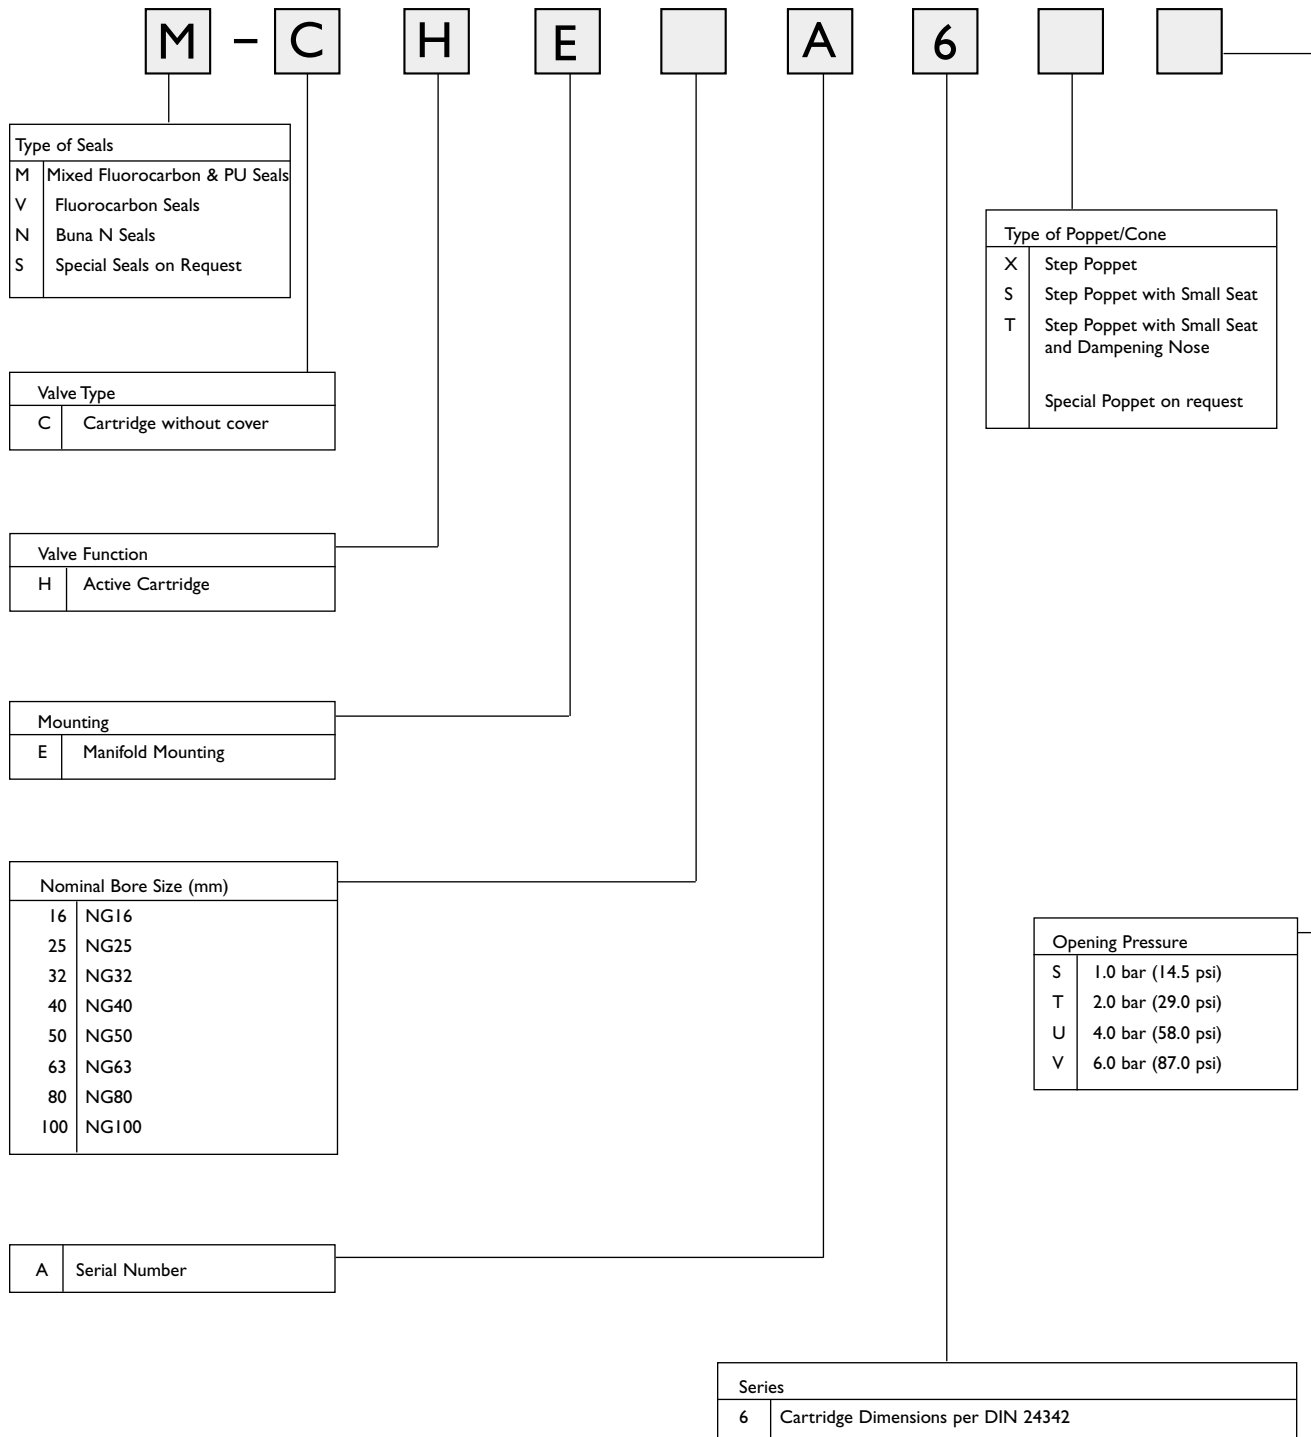 M – C H E A 6
Type of Seals
M Mixed Fluorocarbon & PU Seals
V Fluorocarbon Seals
N Buna N Seals
S Special Seals on Request
Type of Poppet/Cone
X Step Poppet
S Step Poppet with Small Seat
T Step Poppet with Small Seat
and Dampening Nose
Special Poppet on request
Valve Type
C Cartridge without cover
Valve Function
H Active Cartridge
Mounting
E Manifold Mounting
Nominal Bore Size (mm)
16 NG16
25 NG25
32 NG32
40 NG40
50 NG50
63 NG63
80 NG80
100 NG100
Opening Pressure
S 1.0 bar (14.5 psi)
T 2.0 bar (29.0 psi)
U 4.0 bar (58.0 psi)
V 6.0 bar (87.0 psi)
A Serial Number
Series
6 Cartridge Dimensions per DIN 24342